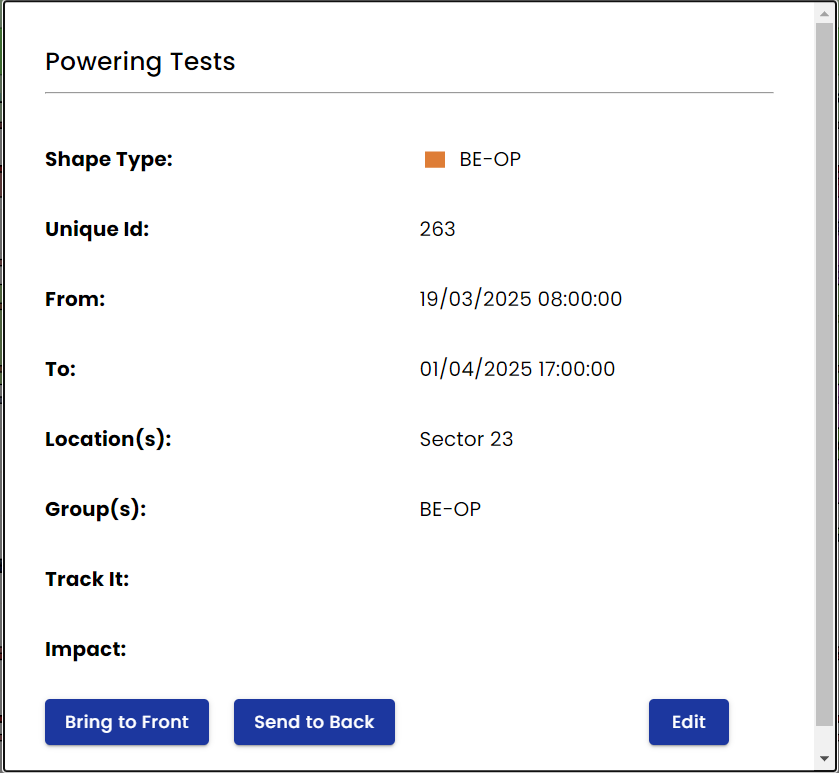 Powering Tests
Shape Type: BE-OP
Unique Id: 263
From: 19/03/2025 08:00:00
To: 01/04/2025 17:00:00
Location(s): Sector 23
Group(s): BE-OP
Track It:
Impact:
Bring to Front Send to Back Edit